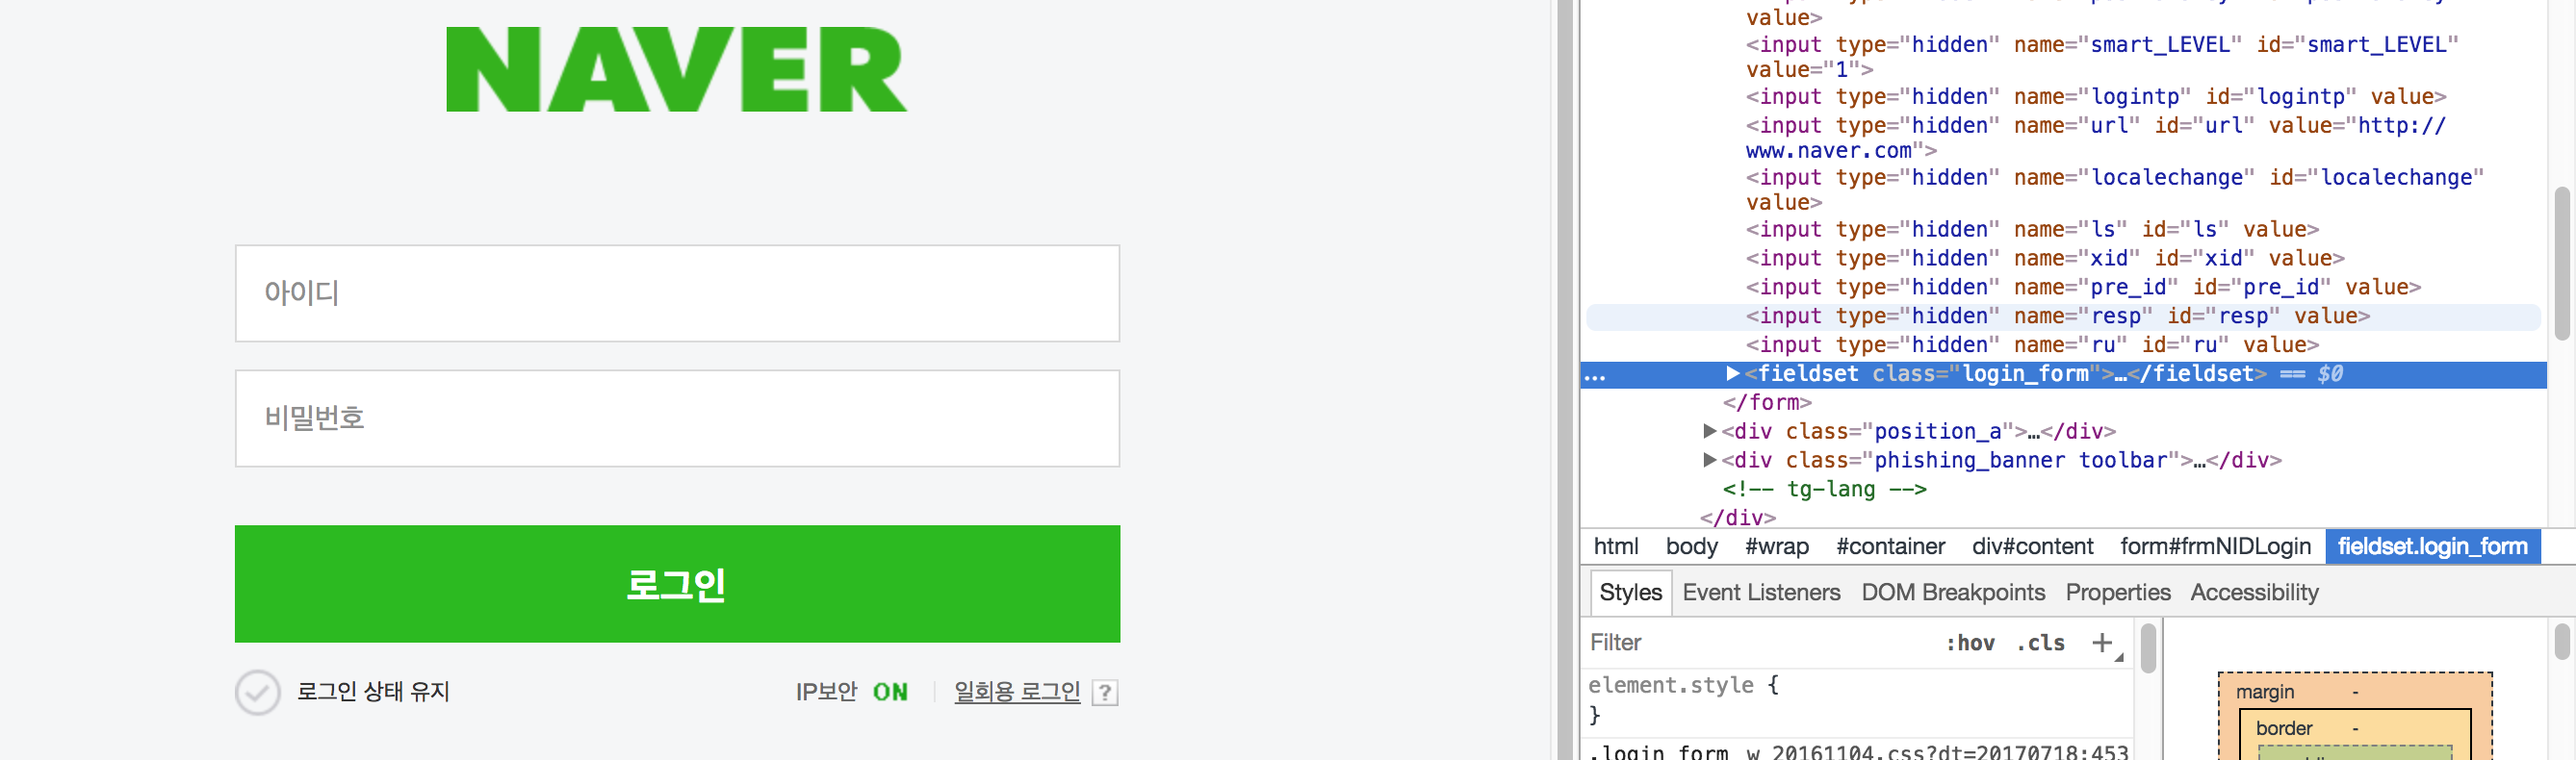 NAVER
아이디
비밀번호
로그인
로그인 상태 유지
IP보안 ON
일회용 로그인 ?
value>
<input type="hidden" name="smart_LEVEL" id="smart_LEVEL"
value="1">
<input type="hidden" name="logintp" id="logintp" value>
<input type="hidden" name="url" id="url" value="http://
www.naver.com">
<input type="hidden" name="localechange" id="localechange"
value>
<input type="hidden" name="ls" id="ls" value>
<input type="hidden" name="xid" id="xid" value>
<input type="hidden" name="pre_id" id="pre_id" value>
<input type="hidden" name="resp" id="resp" value>
<input type="hidden" name="ru" id="ru" value>
... ▶<fieldset class="login_form">…</fieldset> == $0
</form>
▶<div class="position_a">…</div>
▶<div class="phishing_banner toolbar">…</div>
<!-- tg-lang -->
</div>
html body #wrap #container div#content form#frmNIDLogin fieldset.login_form
Styles Event Listeners DOM Breakpoints Properties Accessibility
Filter :hov .cls +
element.style {
}
.login_form w_20161104.css?dt=20170718:453
margin -
border -